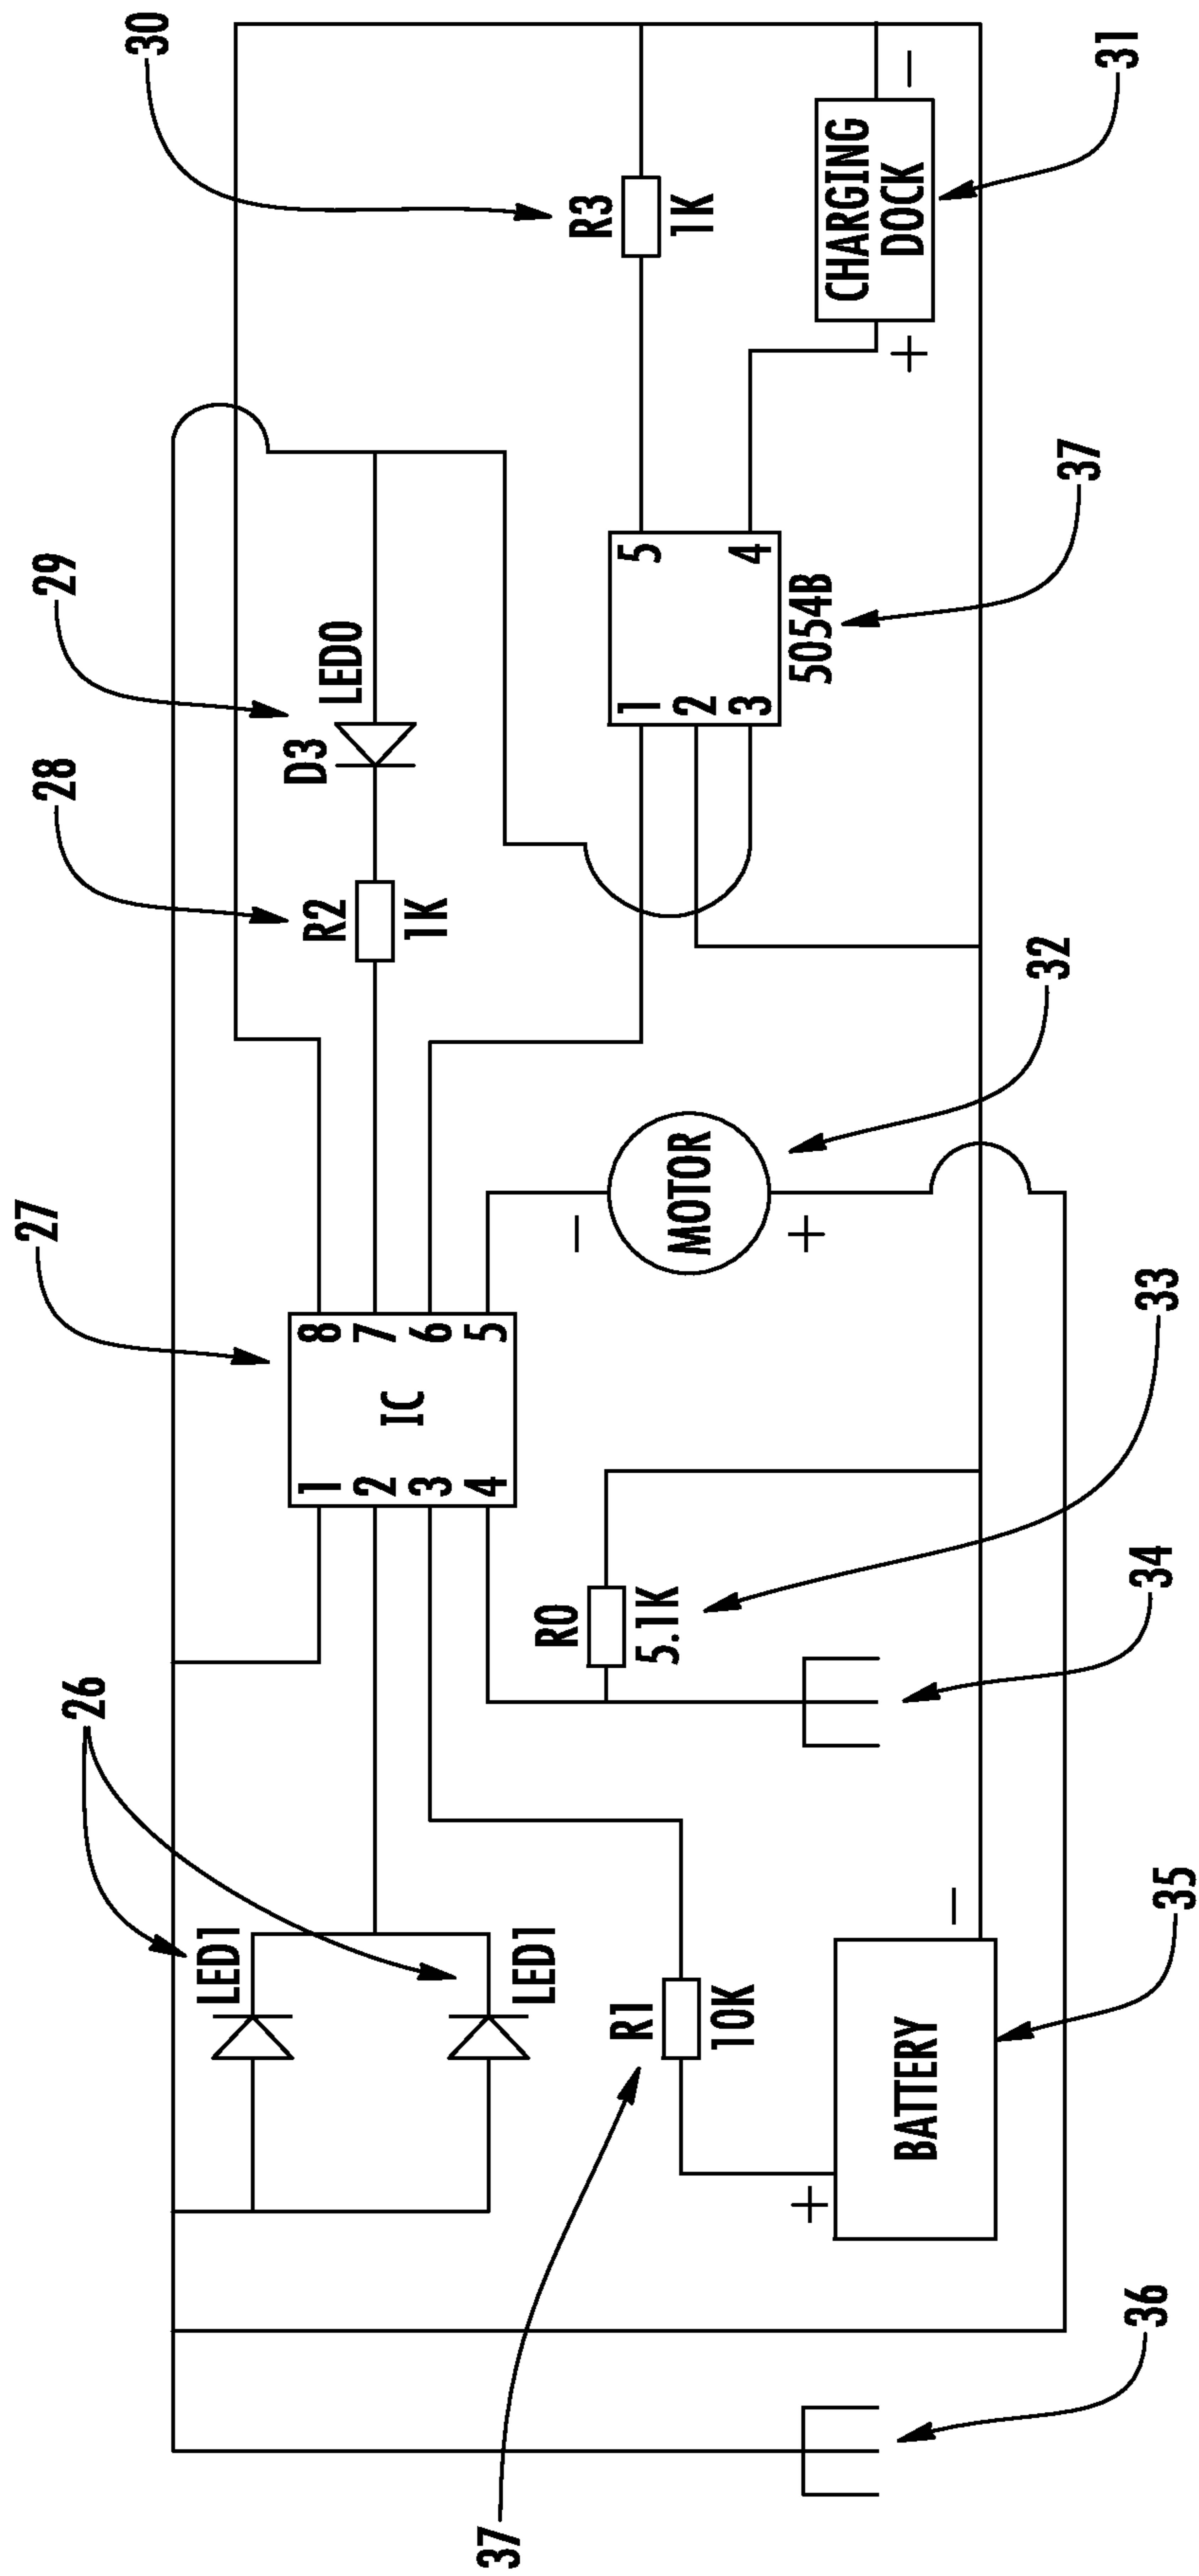 26
LED1
LED1
27
IC
1
2
3
4
8
7
6
5
28
R2
1K
29
D3
LED0
30
R3
1K
37
R1
10K
R0
5.1K
33
MOTOR
−
+
32
1
2
3
5
4
5054B
37
CHARGING
DOCK
+
−
31
36
BATTERY
+
−
35
34